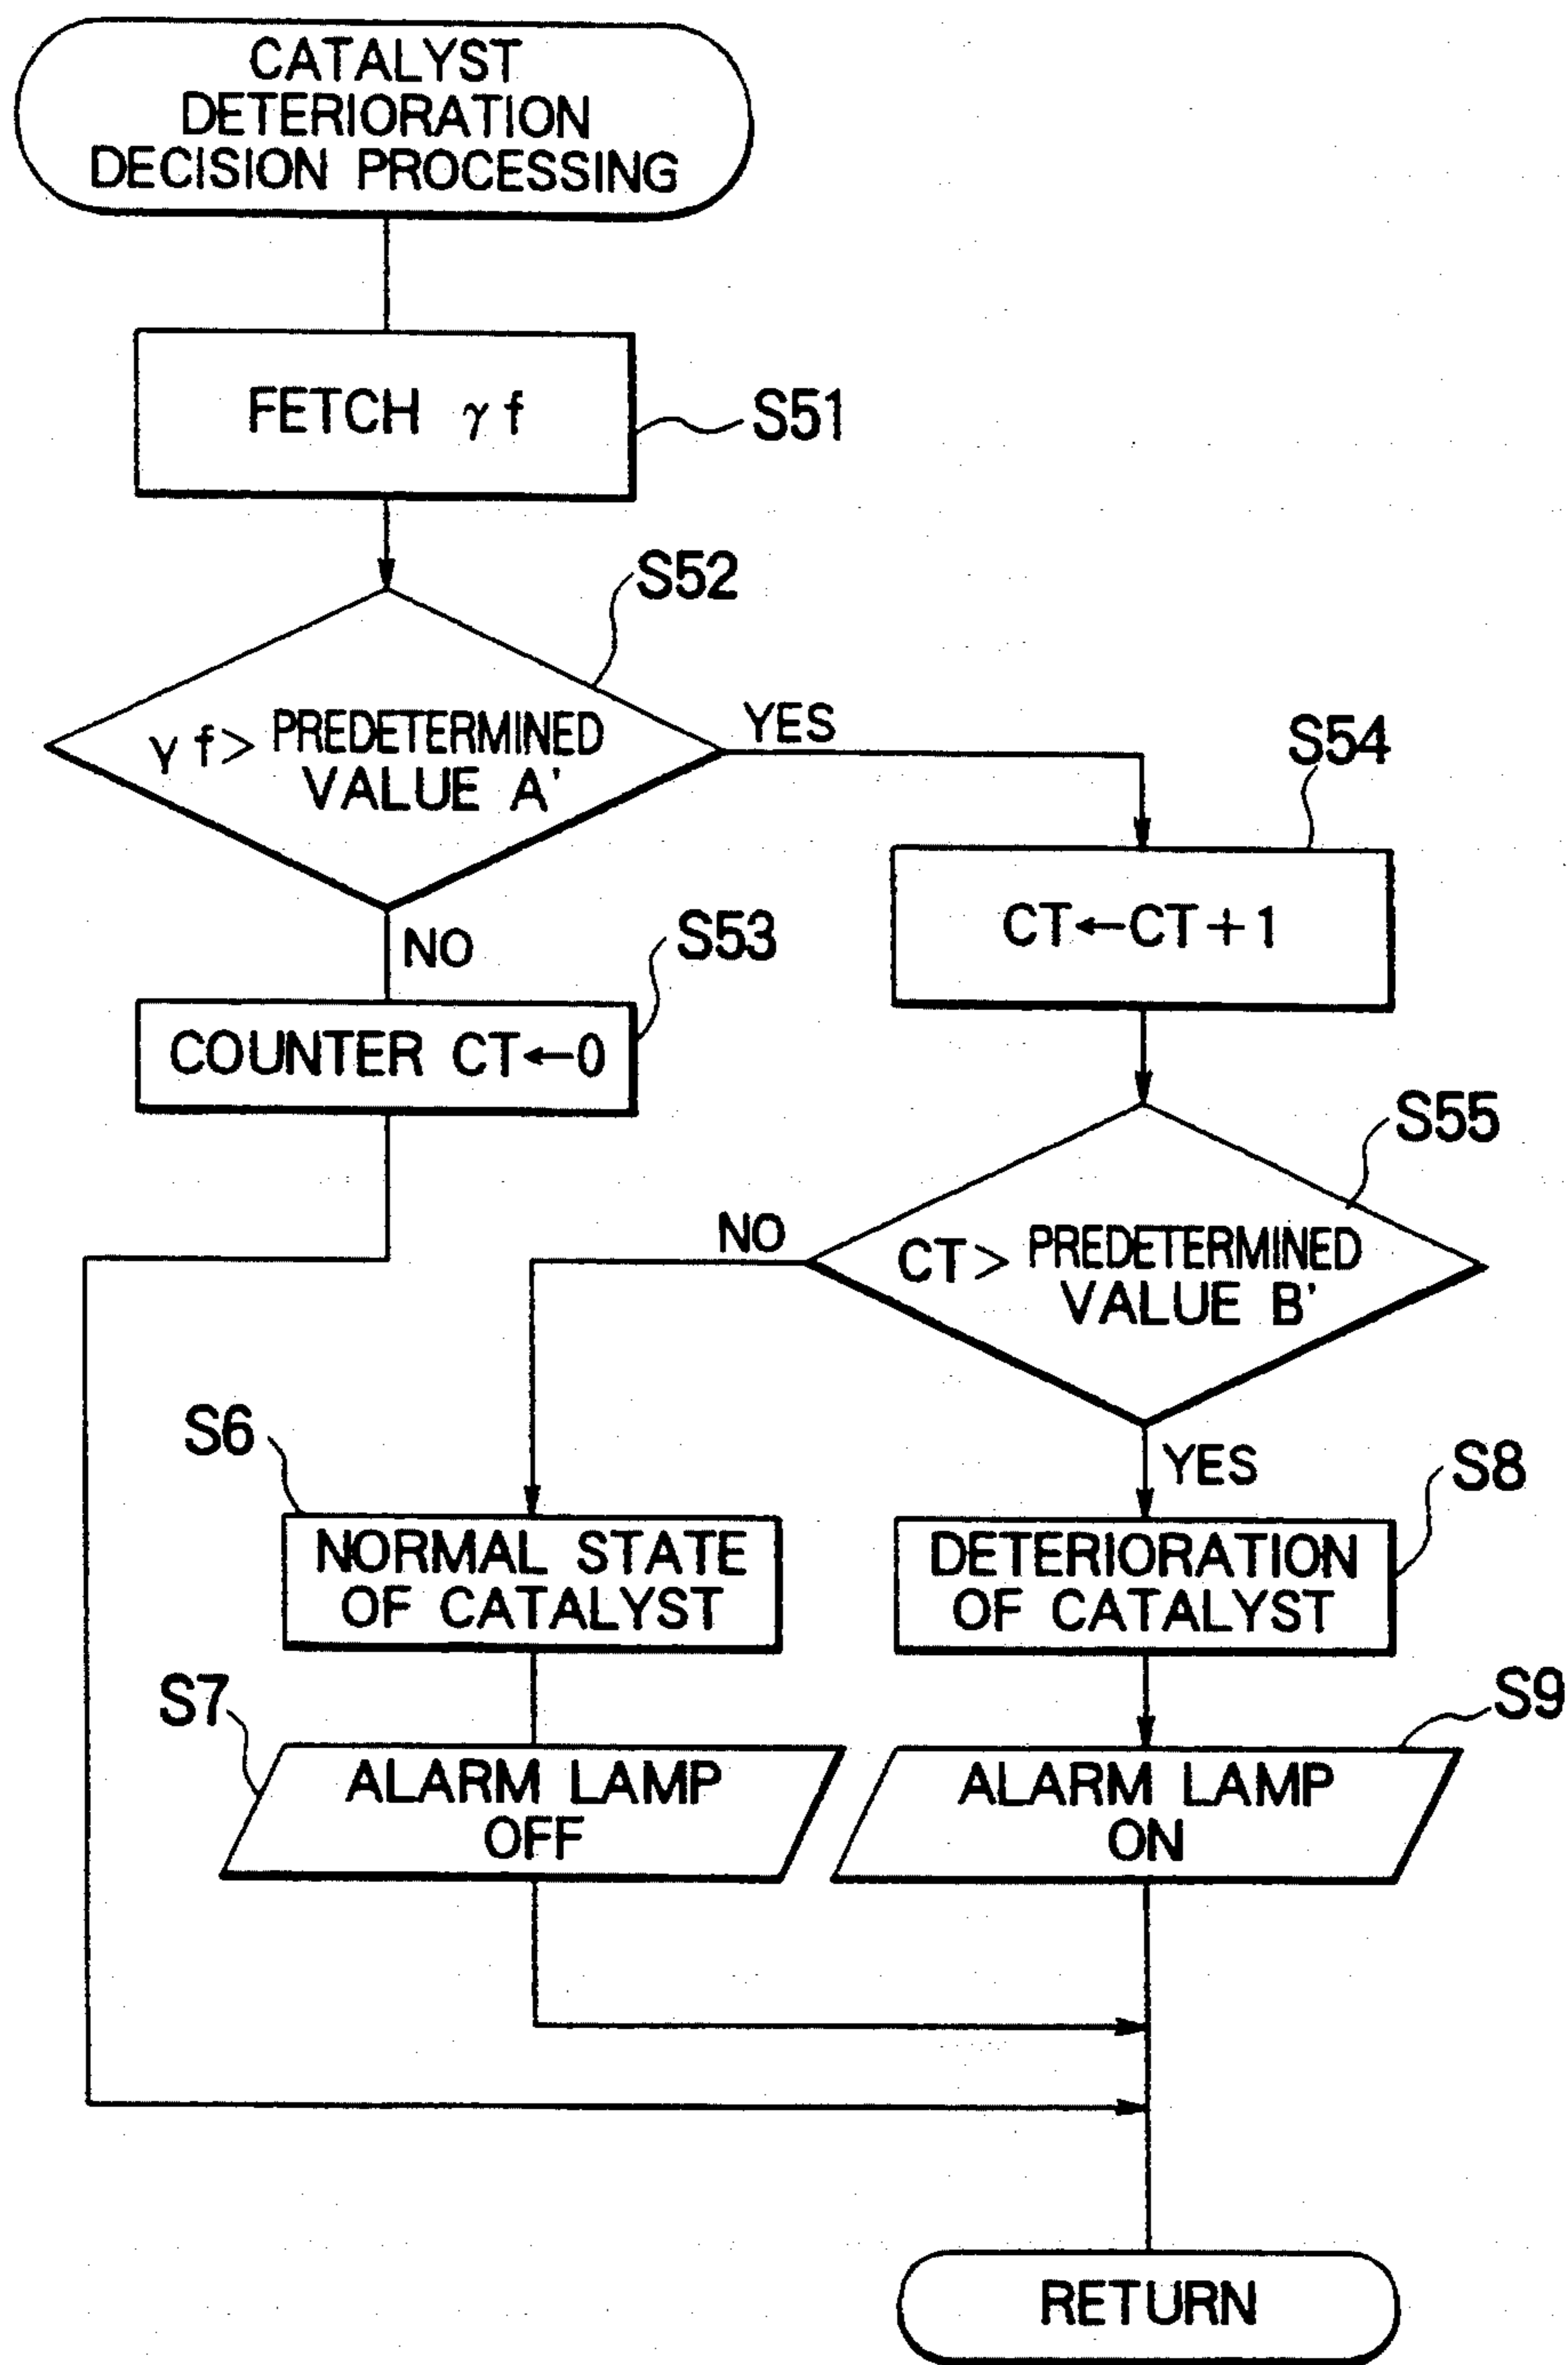 CATALYST
DETERIORATION
DECISION PROCESSING
FETCH γf
S51
S52
γf> PREDETERMINED
VALUE A'
YES
NO
S53
COUNTER CT←0
S54
CT←CT+1
S55
CT> PREDETERMINED
VALUE B'
NO
YES
S6
NORMAL STATE
OF CATALYST
S8
DETERIORATION
OF CATALYST
S7
ALARM LAMP
OFF
S9
ALARM LAMP
ON
RETURN